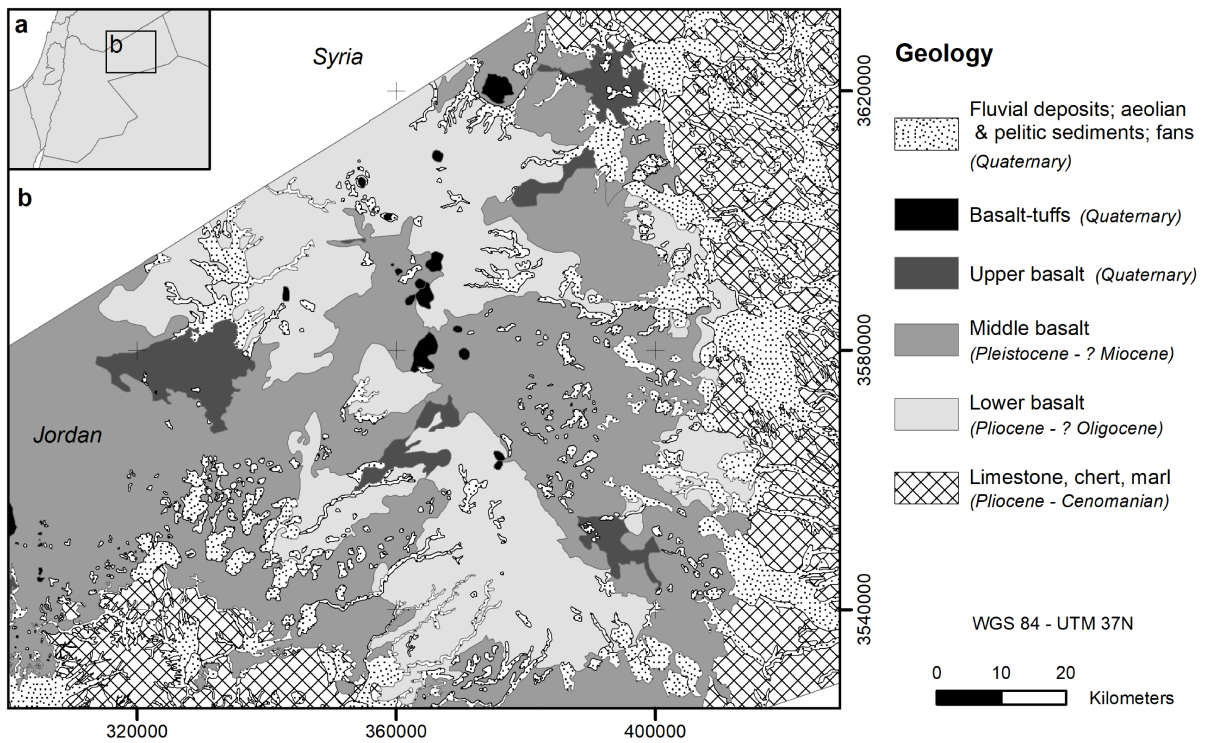 a
b
Syria
b
Jordan
3620000
3580000
3540000
320000
360000
400000
Geology
Fluvial deposits; aeolian
& pelitic sediments; fans
(Quaternary)
Basalt-tuffs (Quaternary)
Upper basalt (Quaternary)
Middle basalt
(Pleistocene - ? Miocene)
Lower basalt
(Pliocene - ? Oligocene)
Limestone, chert, marl
(Pliocene - Cenomanian)
WGS 84 - UTM 37N
0 10 20
Kilometers